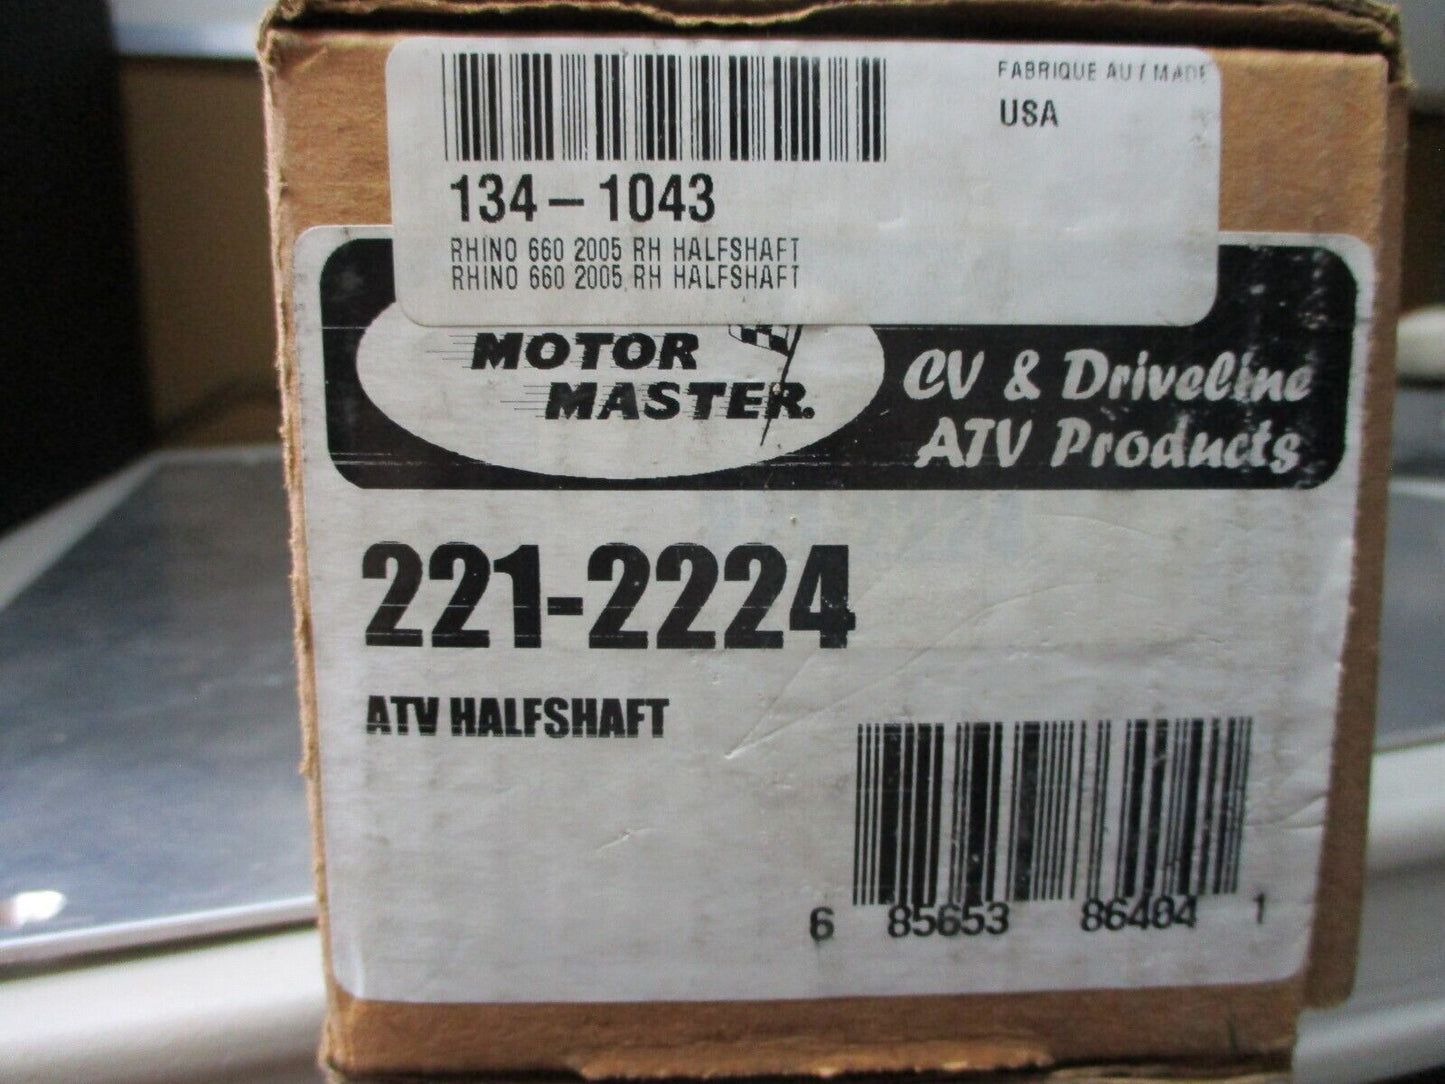 FABRIQUE AU / MADE
USA
134-1043
RHINO 660 2005 RH HALFSHAFT
RHINO 660 2005 RH HALFSHAFT
MOTOR
MASTER®
CV & Driveline
ATV Products
221-2224
ATV HALFSHAFT
6 85653 86404 1